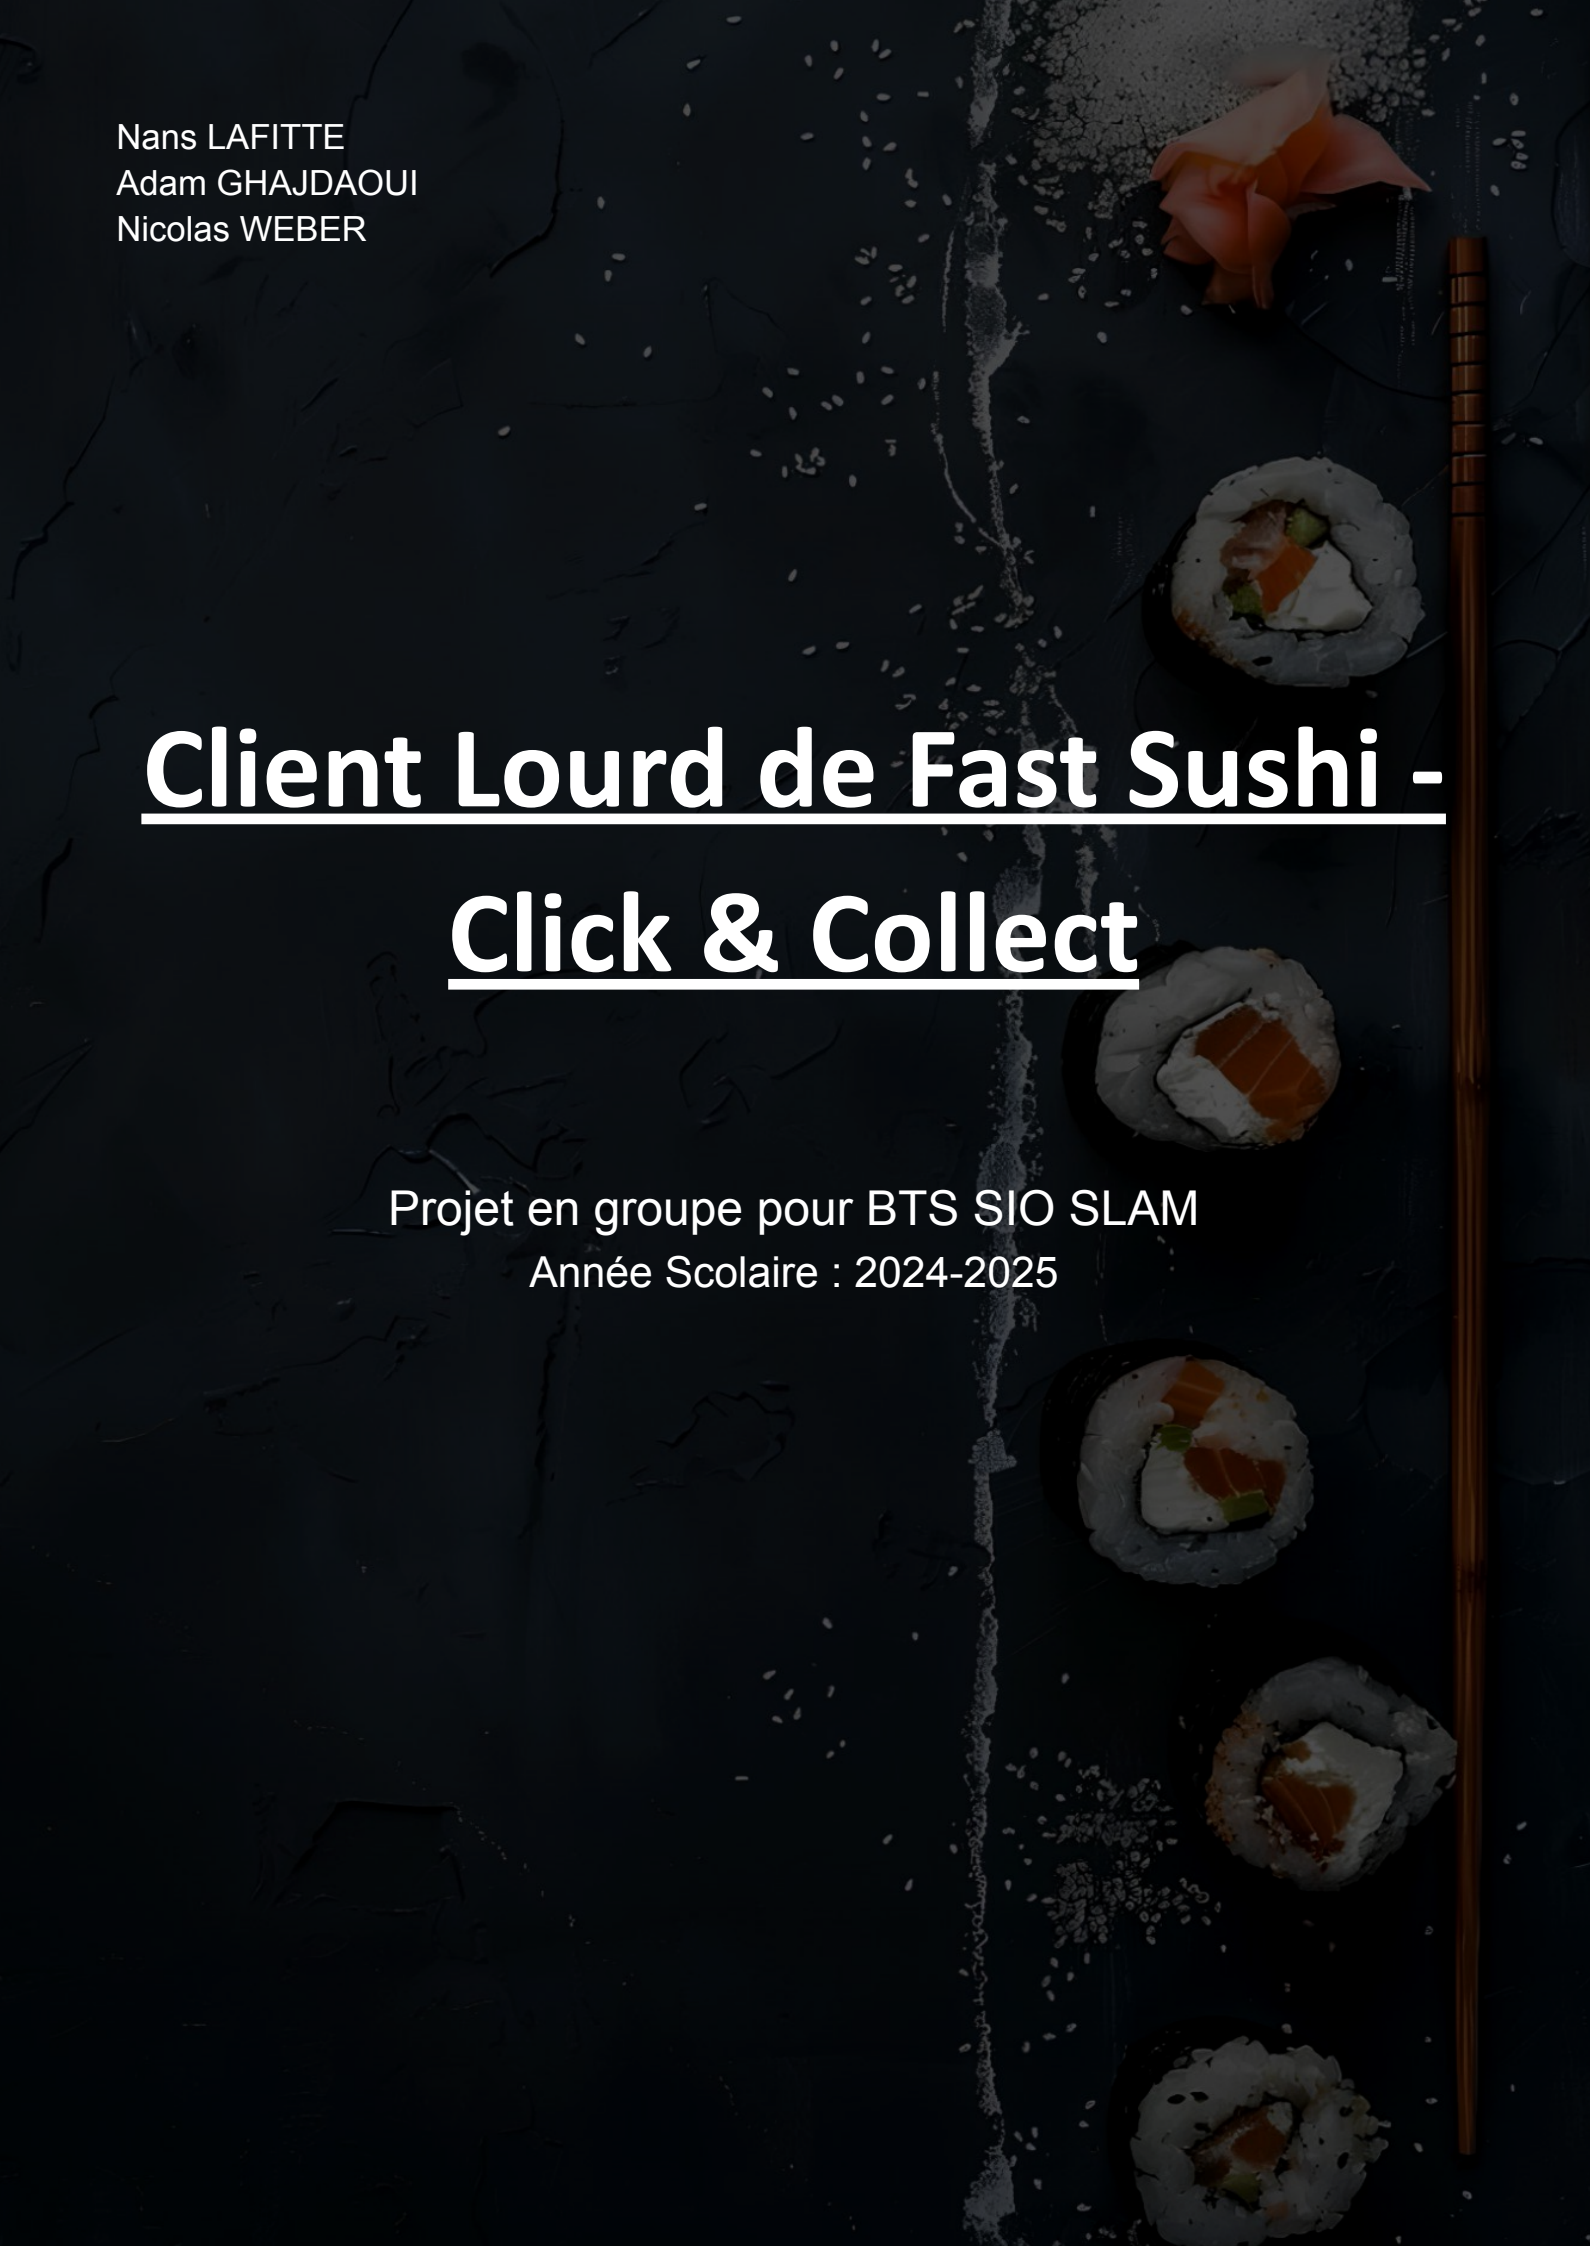 Nans LAFITTE
Adam GHAJDAOUI
Nicolas WEBER
Client Lourd de Fast Sushi -
Click & Collect
Projet en groupe pour BTS SIO SLAM
Année Scolaire : 2024-2025